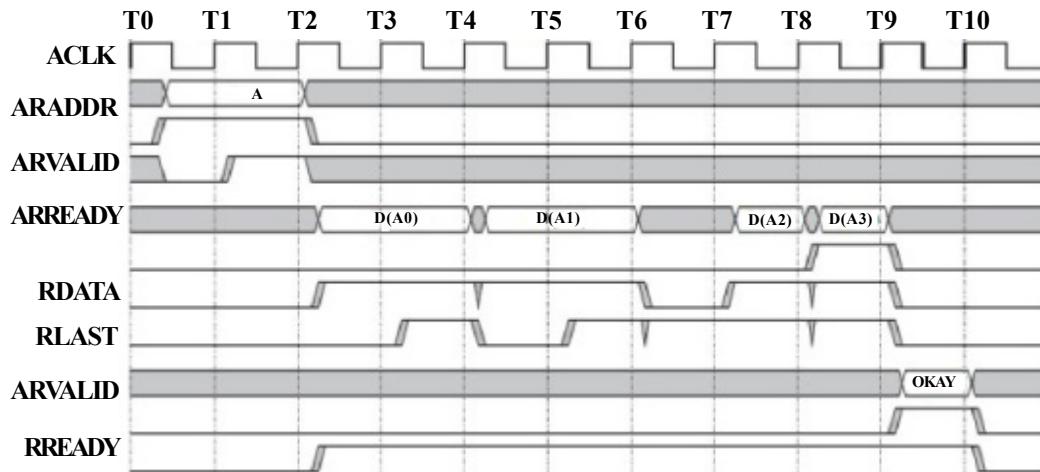 T0 T1 T2 T3 T4 T5 T6 T7 T8 T9 T10
ACLK
A
ARADDR
ARVALID
ARREADY
D(A0) D(A1) D(A2) D(A3)
RDATA
RLAST
ARVALID
OKAY
RREADY